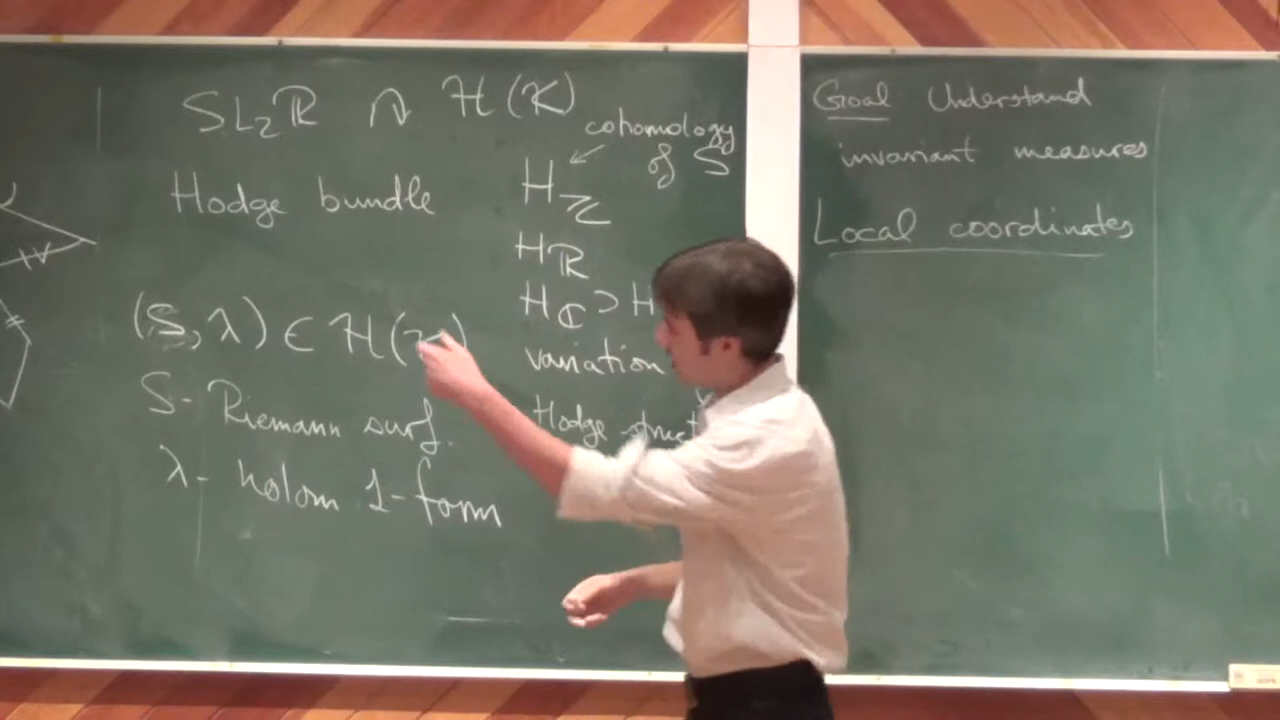 SL₂ℝ ↷ ℋ(κ)
cohomology
of S
Hodge bundle
H_ℤ
H_ℝ
H_ℂ ⊃ H
(S, λ) ∈ ℋ(κ)
variation
S - Riemann surf.
Hodge struct
λ - holom 1-form
Goal Understand
invariant measures
Local coordinates